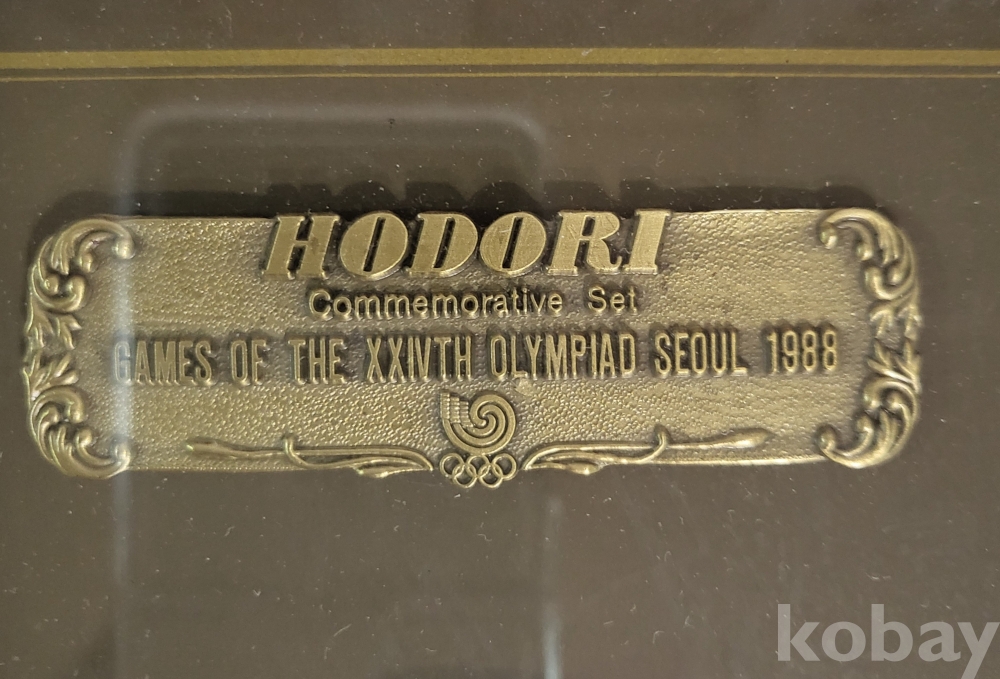 HODORI
Commemorative Set
GAMES OF THE XXIVTH OLYMPIAD SEOUL 1988
kobay